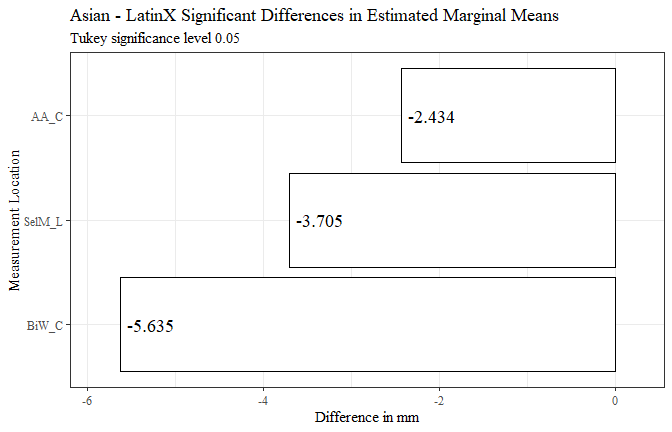 Asian - LatinX Significant Differences in Estimated Marginal Means
Tukey significance level 0.05
Measurement Location
AA_C
-2.434
SelM_L
-3.705
BiW_C
-5.635
-6 -4 -2 0
Difference in mm